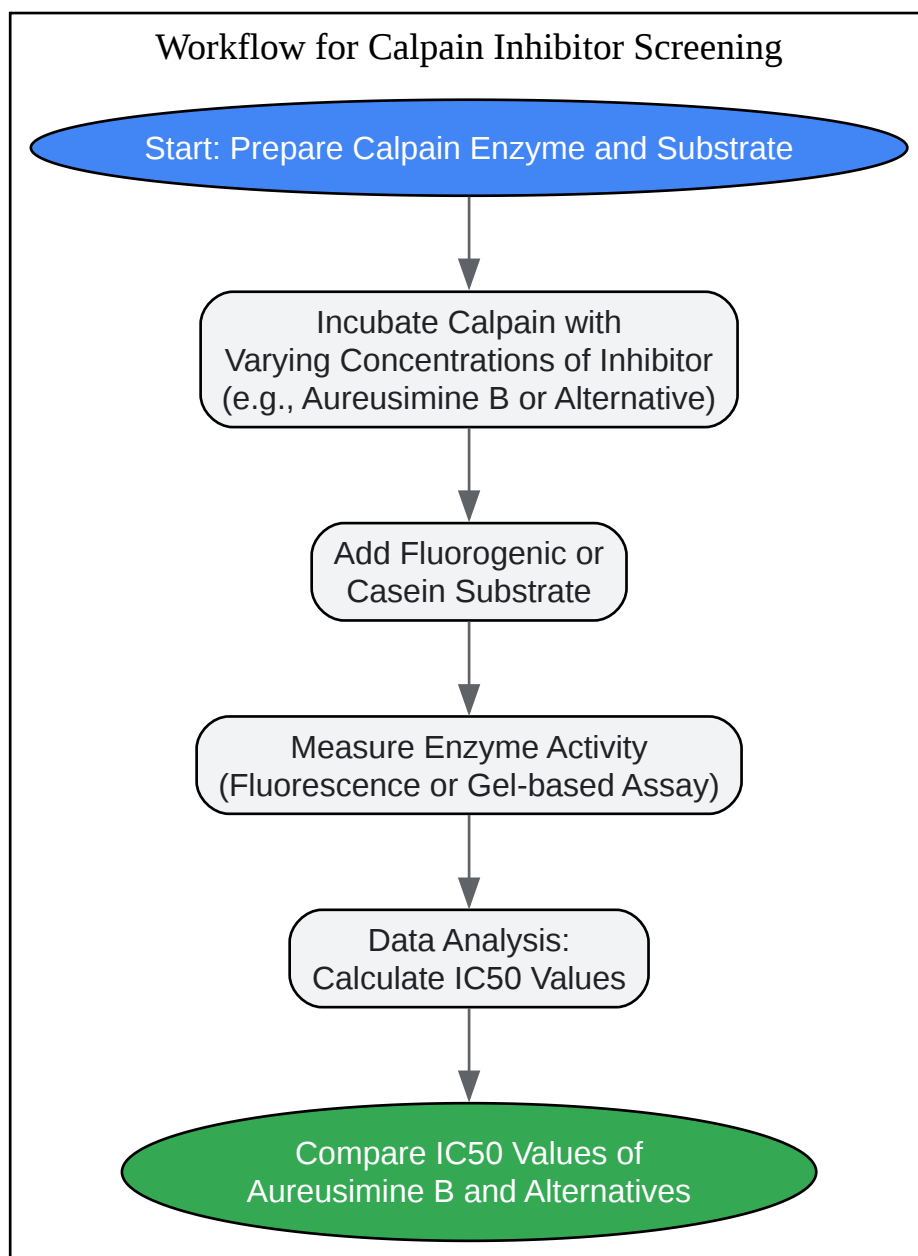 Workflow for Calpain Inhibitor Screening
Start: Prepare Calpain Enzyme and Substrate
Incubate Calpain with
Varying Concentrations of Inhibitor
(e.g., Aureusimine B or Alternative)
Add Fluorogenic or
Casein Substrate
Measure Enzyme Activity
(Fluorescence or Gel-based Assay)
Data Analysis:
Calculate IC50 Values
Compare IC50 Values of
Aureusimine B and Alternatives